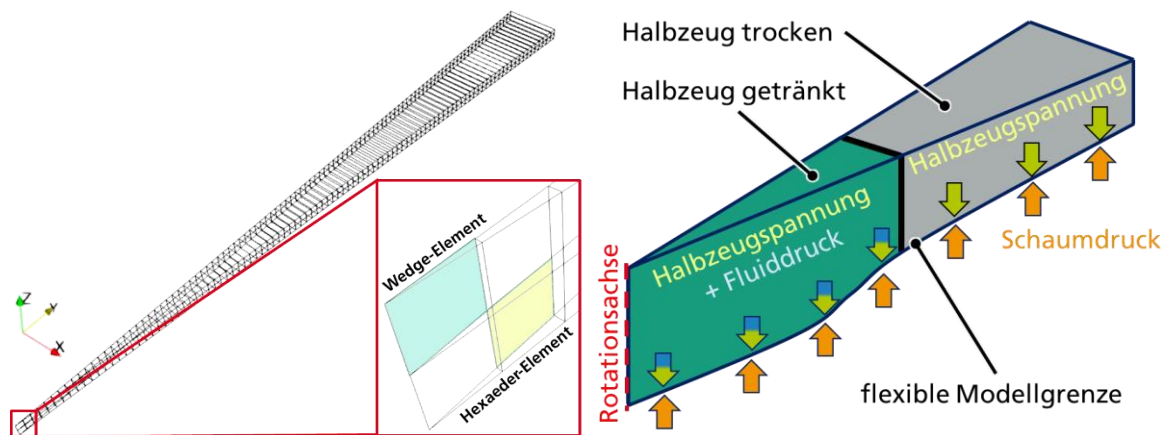 Z
Y
X
Wedge-Element
Hexaeder-Element
Halbzeug trocken
Halbzeug getränkt
Halbzeugspannung
Halbzeugspannung
+ Fluiddruck
Schaumdruck
Rotationsachse
flexible Modellgrenze